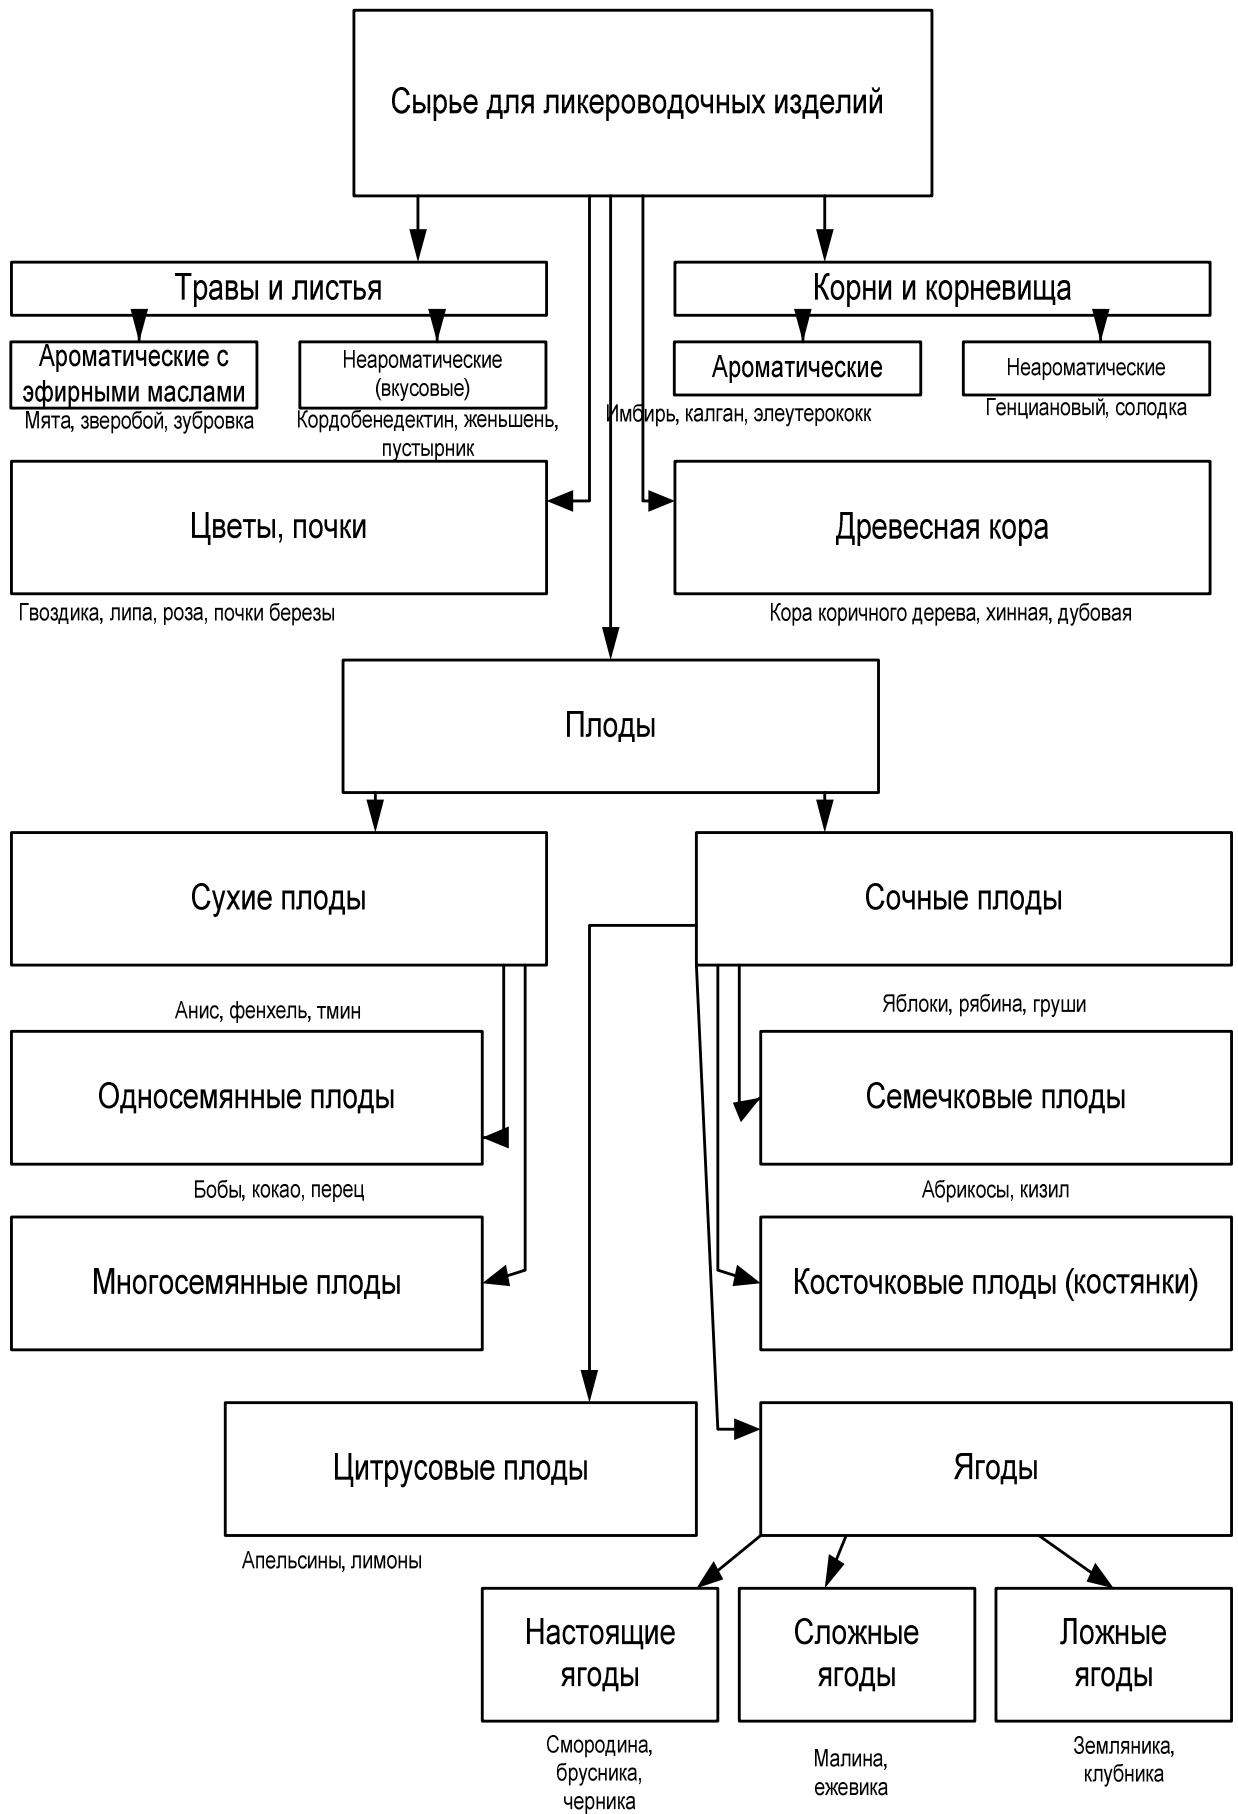 Сырье для ликероводочных изделий
Травы и листья
Корни и корневища
Ароматические с
эфирными маслами
Неароматические
(вкусовые)
Ароматические
Неароматические
Мята, зверобой, зубровка
Кордобенедектин, женьшень,
пустырник
Имбирь, калган, элеутерококк
Генциановый, солодка
Цветы, почки
Древесная кора
Гвоздика, липа, роза, почки березы
Кора коричного дерева, хинная, дубовая
Плоды
Сухие плоды
Сочные плоды
Анис, фенхель, тмин
Яблоки, рябина, груши
Односемянные плоды
Семечковые плоды
Бобы, кокао, перец
Абрикосы, кизил
Многосемянные плоды
Косточковые плоды (костянки)
Цитрусовые плоды
Ягоды
Апельсины, лимоны
Настоящие
ягоды
Сложные
ягоды
Ложные
ягоды
Смородина,
брусника,
черника
Малина,
ежевика
Земляника,
клубника